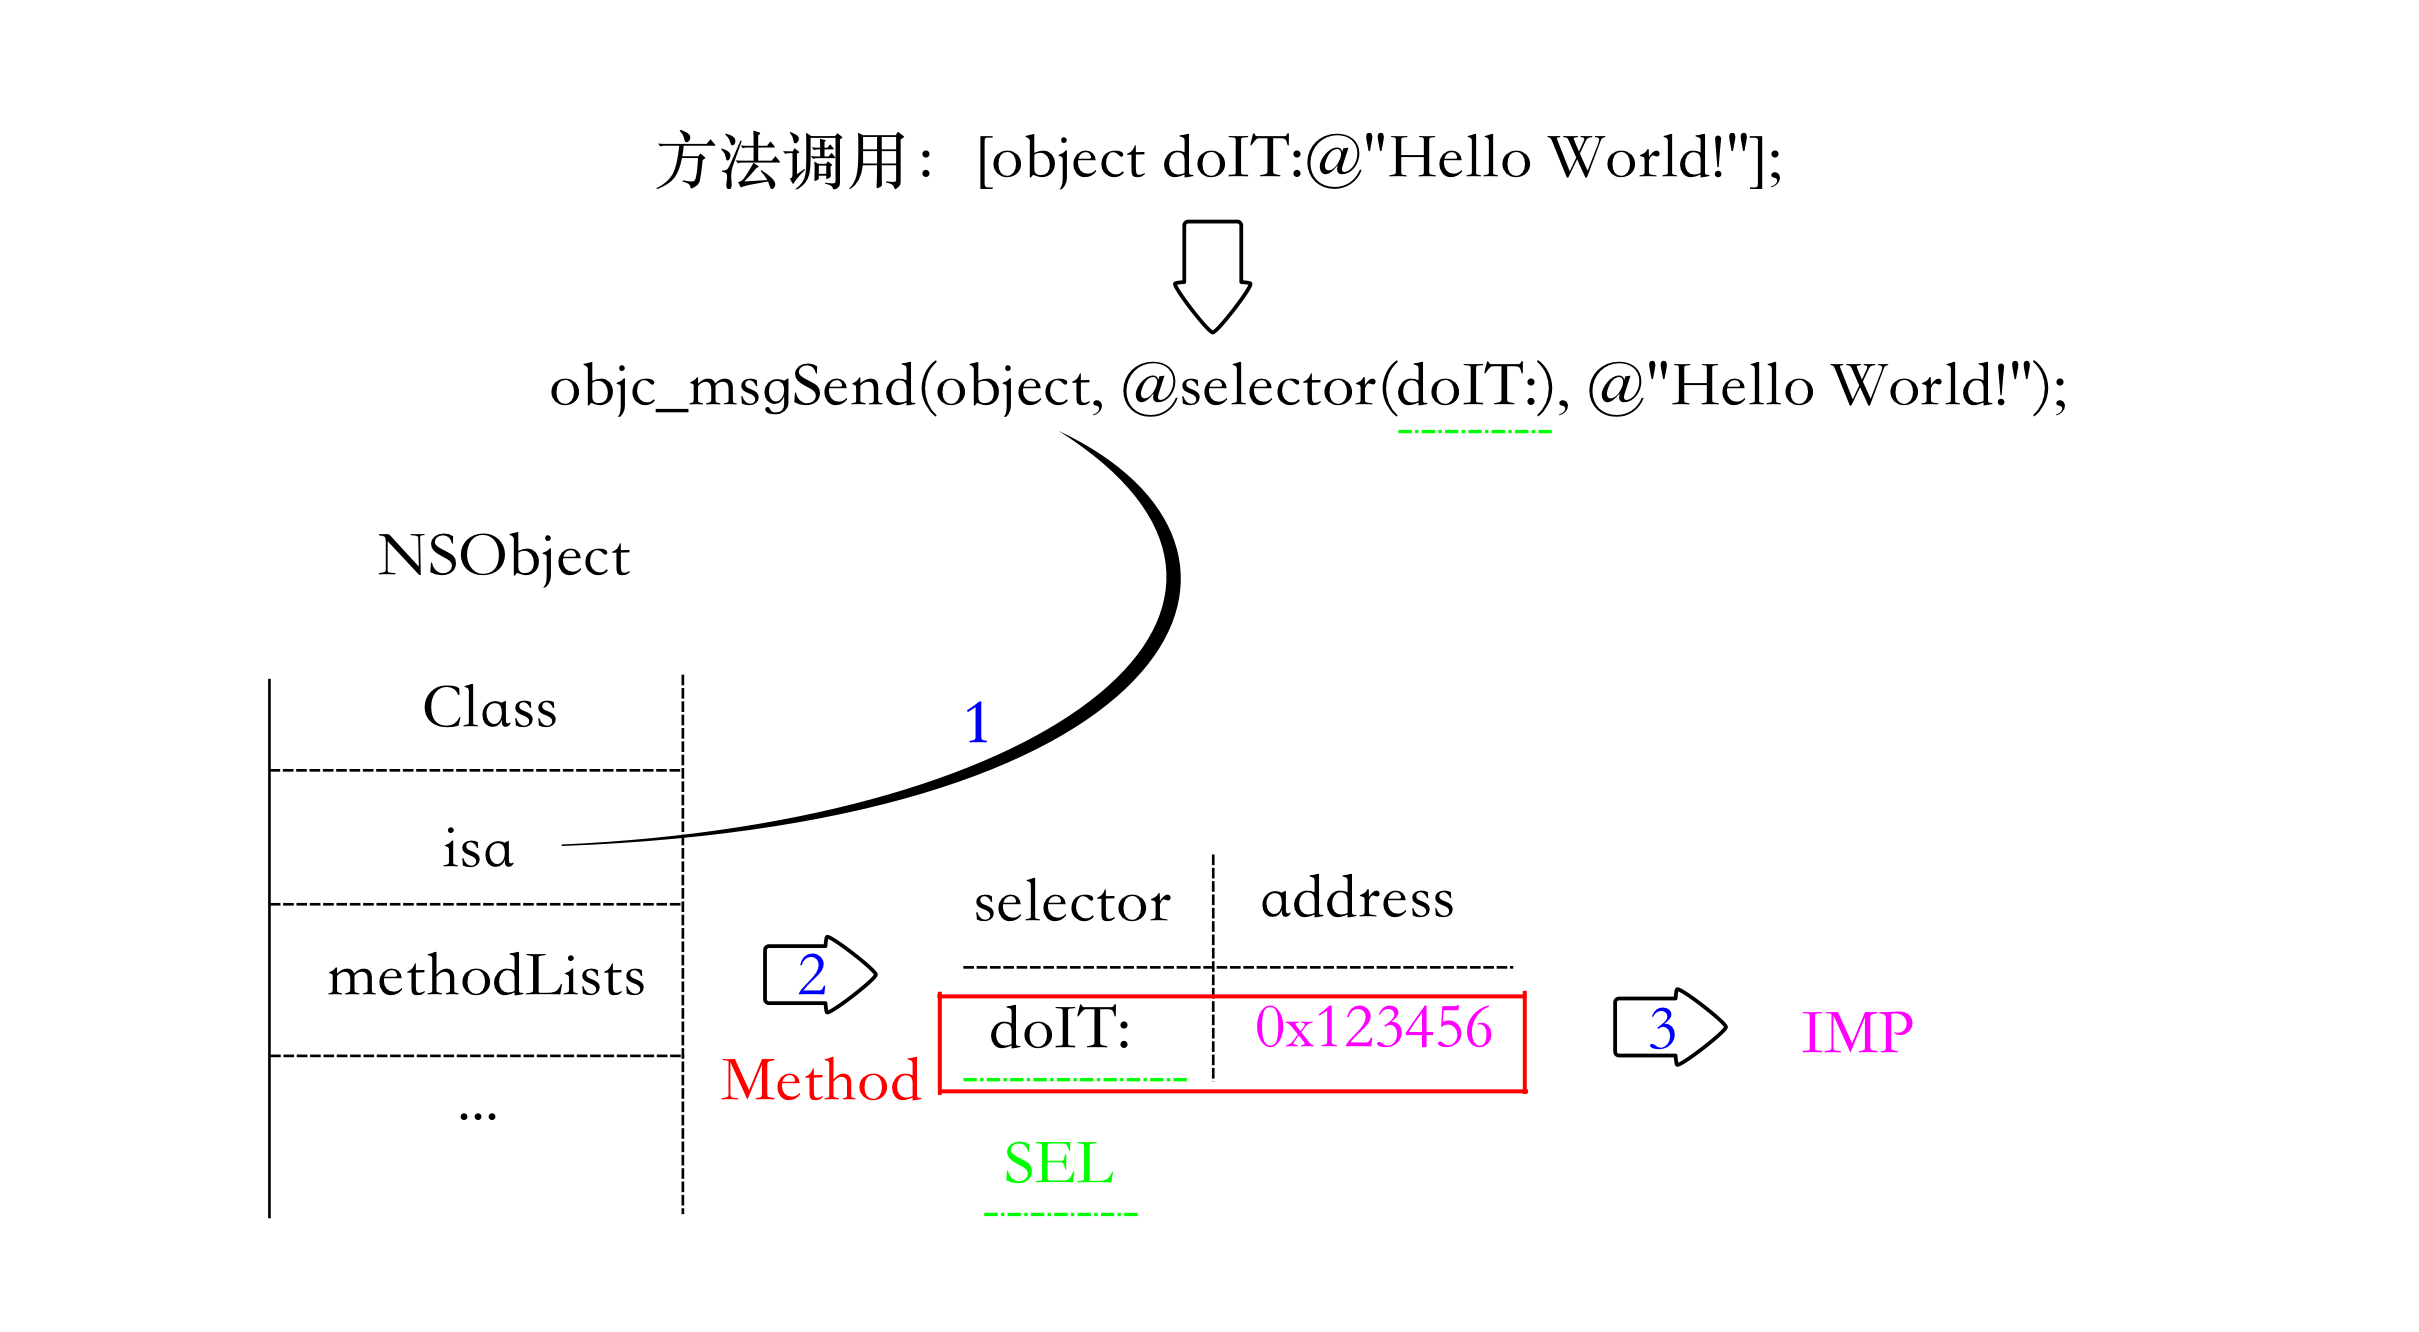 方法调用： [object doIT:@"Hello World!"];
objc_msgSend(object, @selector(doIT:), @"Hello World!");
NSObject
Class
isa
methodLists
...
1
2
Method
selector address
doIT: 0x123456
SEL
3
IMP